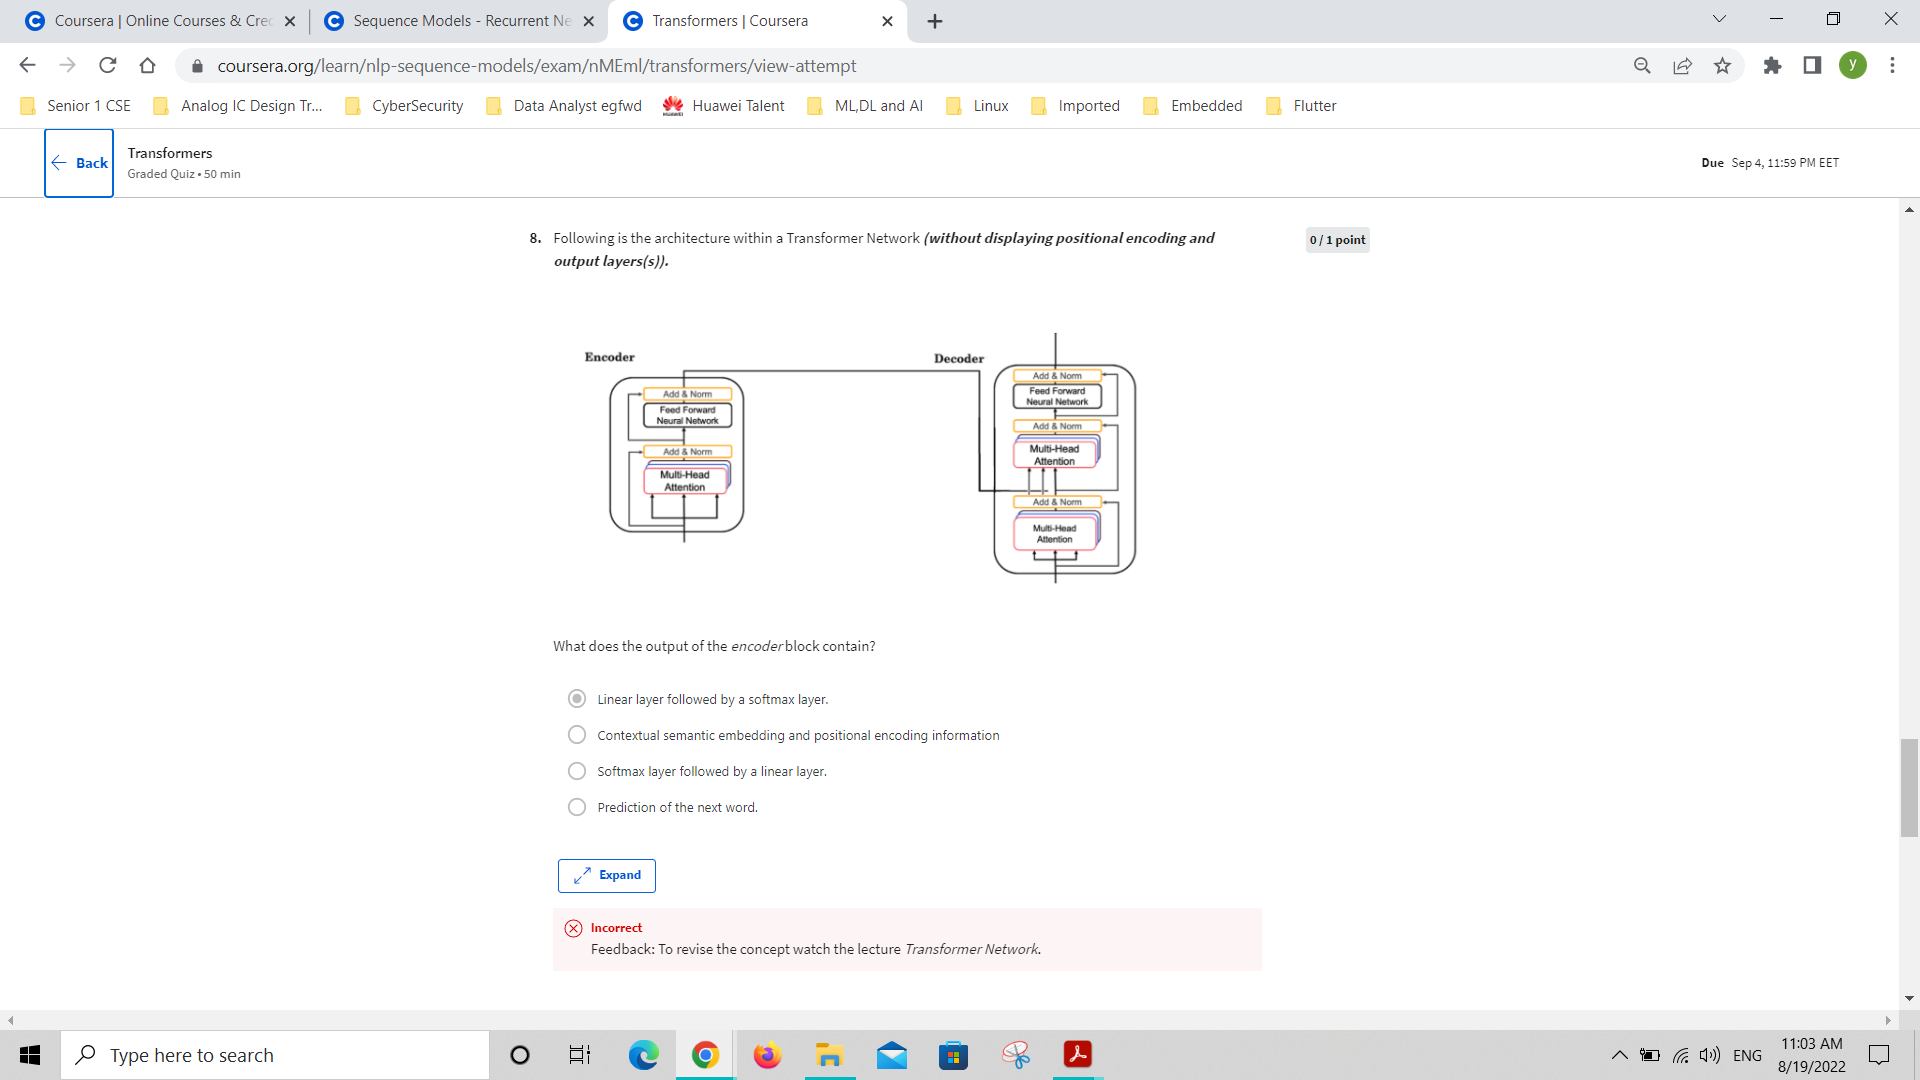 Coursera | Online Courses & Cre
Sequence Models - Recurrent Ne
Transformers | Coursera
coursera.org/learn/nlp-sequence-models/exam/nMEml/transformers/view-attempt
y
Senior 1 CSE
Analog IC Design Tr...
CyberSecurity
Data Analyst egfwd
Huawei Talent
ML,DL and AI
Linux
Imported
Embedded
Flutter
Back
Transformers
Graded Quiz • 50 min
Due Sep 4, 11:59 PM EET
8. Following is the architecture within a Transformer Network (without displaying positional encoding and
output layers(s)).
0 / 1 point
Encoder
Add & Norm
Feed Forward
Neural Network
Add & Norm
Multi-Head
Attention
Decoder
Add & Norm
Feed Forward
Neural Network
Add & Norm
Multi-Head
Attention
Add & Norm
Multi-Head
Attention
What does the output of the encoder block contain?
Linear layer followed by a softmax layer.
Contextual semantic embedding and positional encoding information
Softmax layer followed by a linear layer.
Prediction of the next word.
Expand
Incorrect
Feedback: To revise the concept watch the lecture Transformer Network.
Type here to search
ENG
11:03 AM
8/19/2022